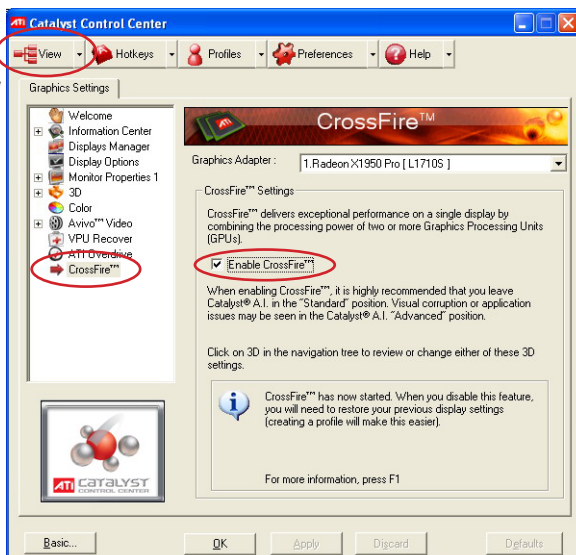 ATI Catalyst Control Center
View
Hotkeys
Profiles
Preferences
Help
Graphics Settings
Welcome
Information Center
Displays Manager
Display Options
Monitor Properties 1
3D
Color
Avivo™ Video
VPU Recover
ATI Overdrive
CrossFire™
CrossFire™
Graphics Adapter :
1.Radeon X1950 Pro [ L1710S ]
CrossFire™ Settings
CrossFire™ delivers exceptional performance on a single display by
combining the processing power of two or more Graphics Processing Units
(GPUs).
Enable CrossFire™
When enabling CrossFire™, it is highly recommended that you leave
Catalyst® A.I. in the "Standard" position. Visual corruption or application
issues may be seen in the Catalyst® A.I. "Advanced" position.
Click on 3D in the navigation tree to review or change either of these 3D
settings.
CrossFire™ has now started. When you disable this feature,
you will need to restore your previous display settings
(creating a profile will make this easier).
For more information, press F1
ATI CATALYST
CONTROL CENTER
Basic...
OK
Apply
Discard
Defaults